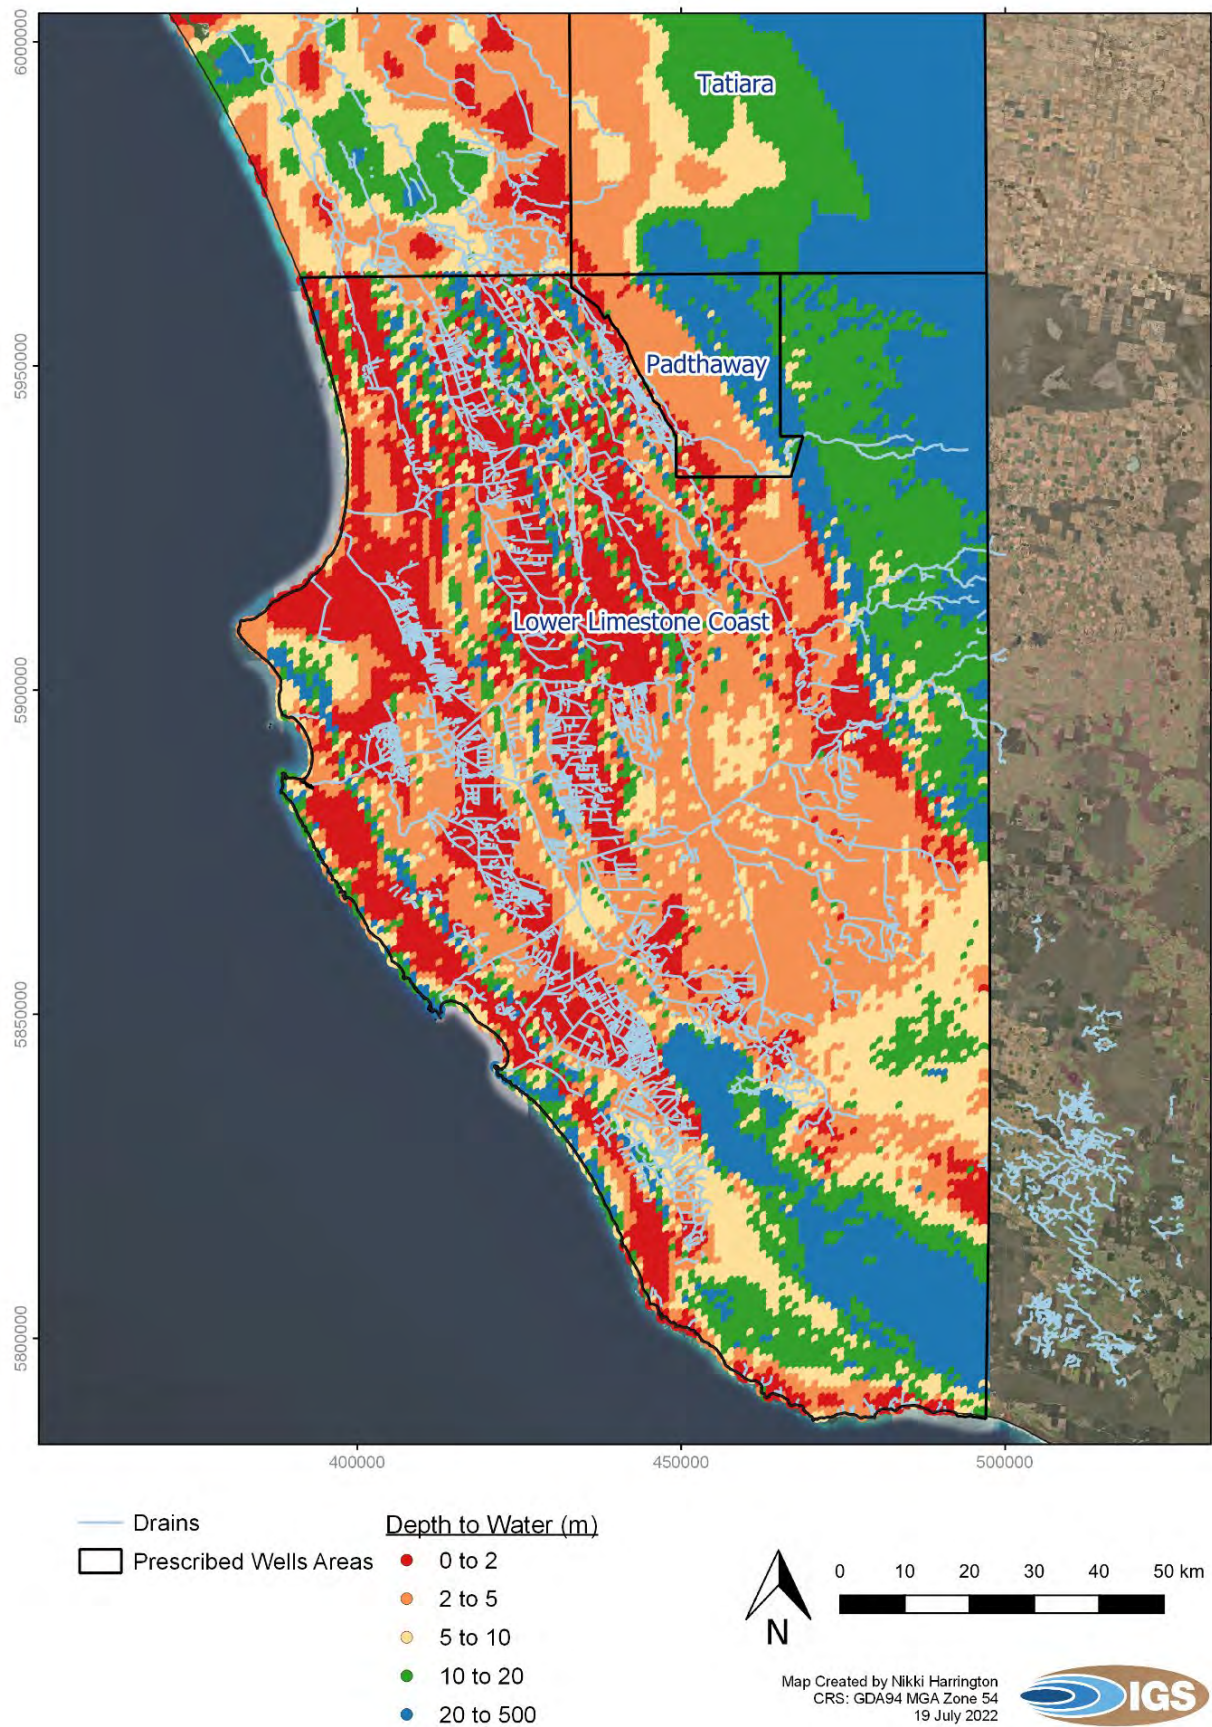 6000000
5950000
5900000
5850000
5800000
Tatiara
Padthaway
Lower Limestone Coast
400000
450000
500000
Drains
Prescribed Wells Areas
Depth to Water (m)
0 to 2
2 to 5
5 to 10
10 to 20
20 to 500
N
0 10 20 30 40 50 km
Map Created by Nikki Harrington
CRS: GDA94 MGA Zone 54
19 July 2022
IGS